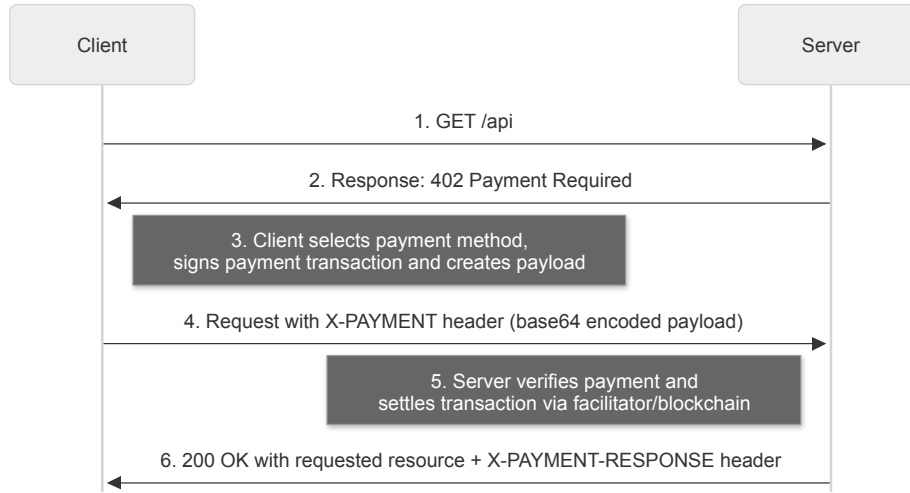 Client
Server
1. GET /api
2. Response: 402 Payment Required
3. Client selects payment method,
signs payment transaction and creates payload
4. Request with X-PAYMENT header (base64 encoded payload)
5. Server verifies payment and
settles transaction via facilitator/blockchain
6. 200 OK with requested resource + X-PAYMENT-RESPONSE header